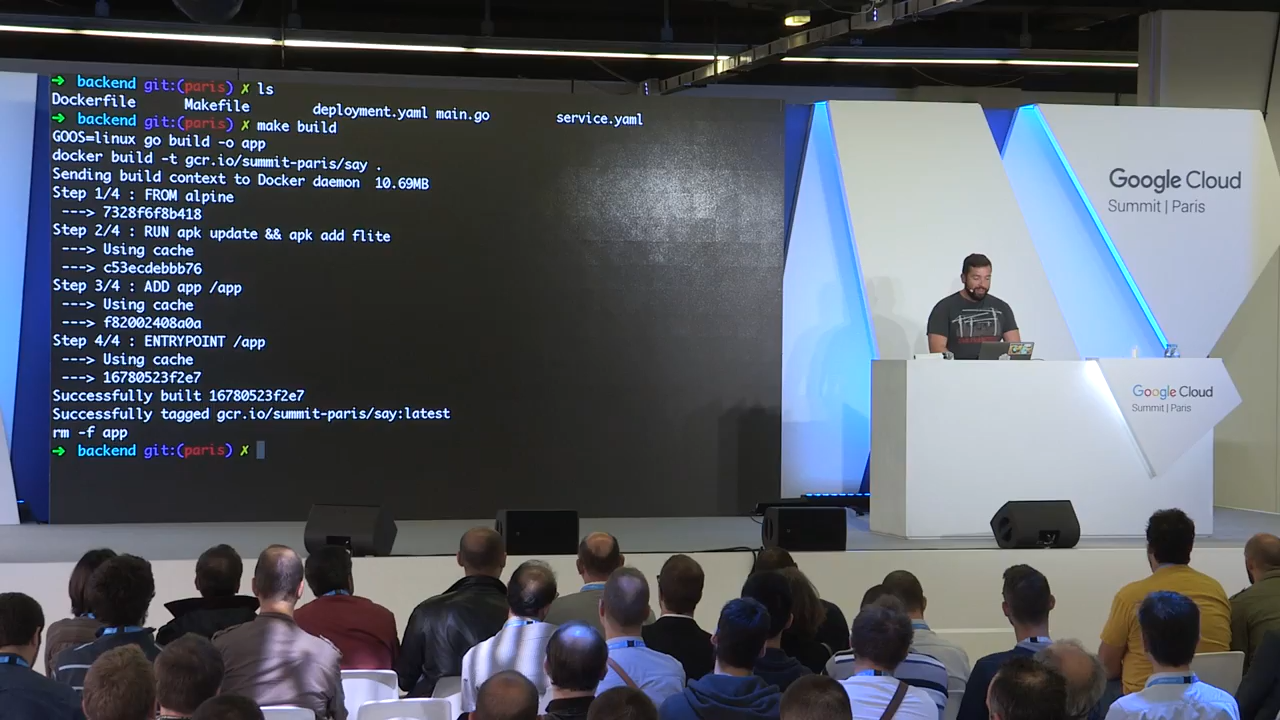 ➜ backend git:(paris) ✗ ls
Dockerfile Makefile deployment.yaml main.go service.yaml
➜ backend git:(paris) ✗ make build
GOOS=linux go build -o app
docker build -t gcr.io/summit-paris/say .
Sending build context to Docker daemon 10.69MB
Step 1/4 : FROM alpine
---> 7328f6f8b418
Step 2/4 : RUN apk update && apk add flite
---> Using cache
---> c53ecdebbb76
Step 3/4 : ADD app /app
---> Using cache
---> f82002408a0a
Step 4/4 : ENTRYPOINT /app
---> Using cache
---> 16780523f2e7
Successfully built 16780523f2e7
Successfully tagged gcr.io/summit-paris/say:latest
rm -f app
➜ backend git:(paris) ✗
Google Cloud
Summit | Paris
Google Cloud
Summit | Paris